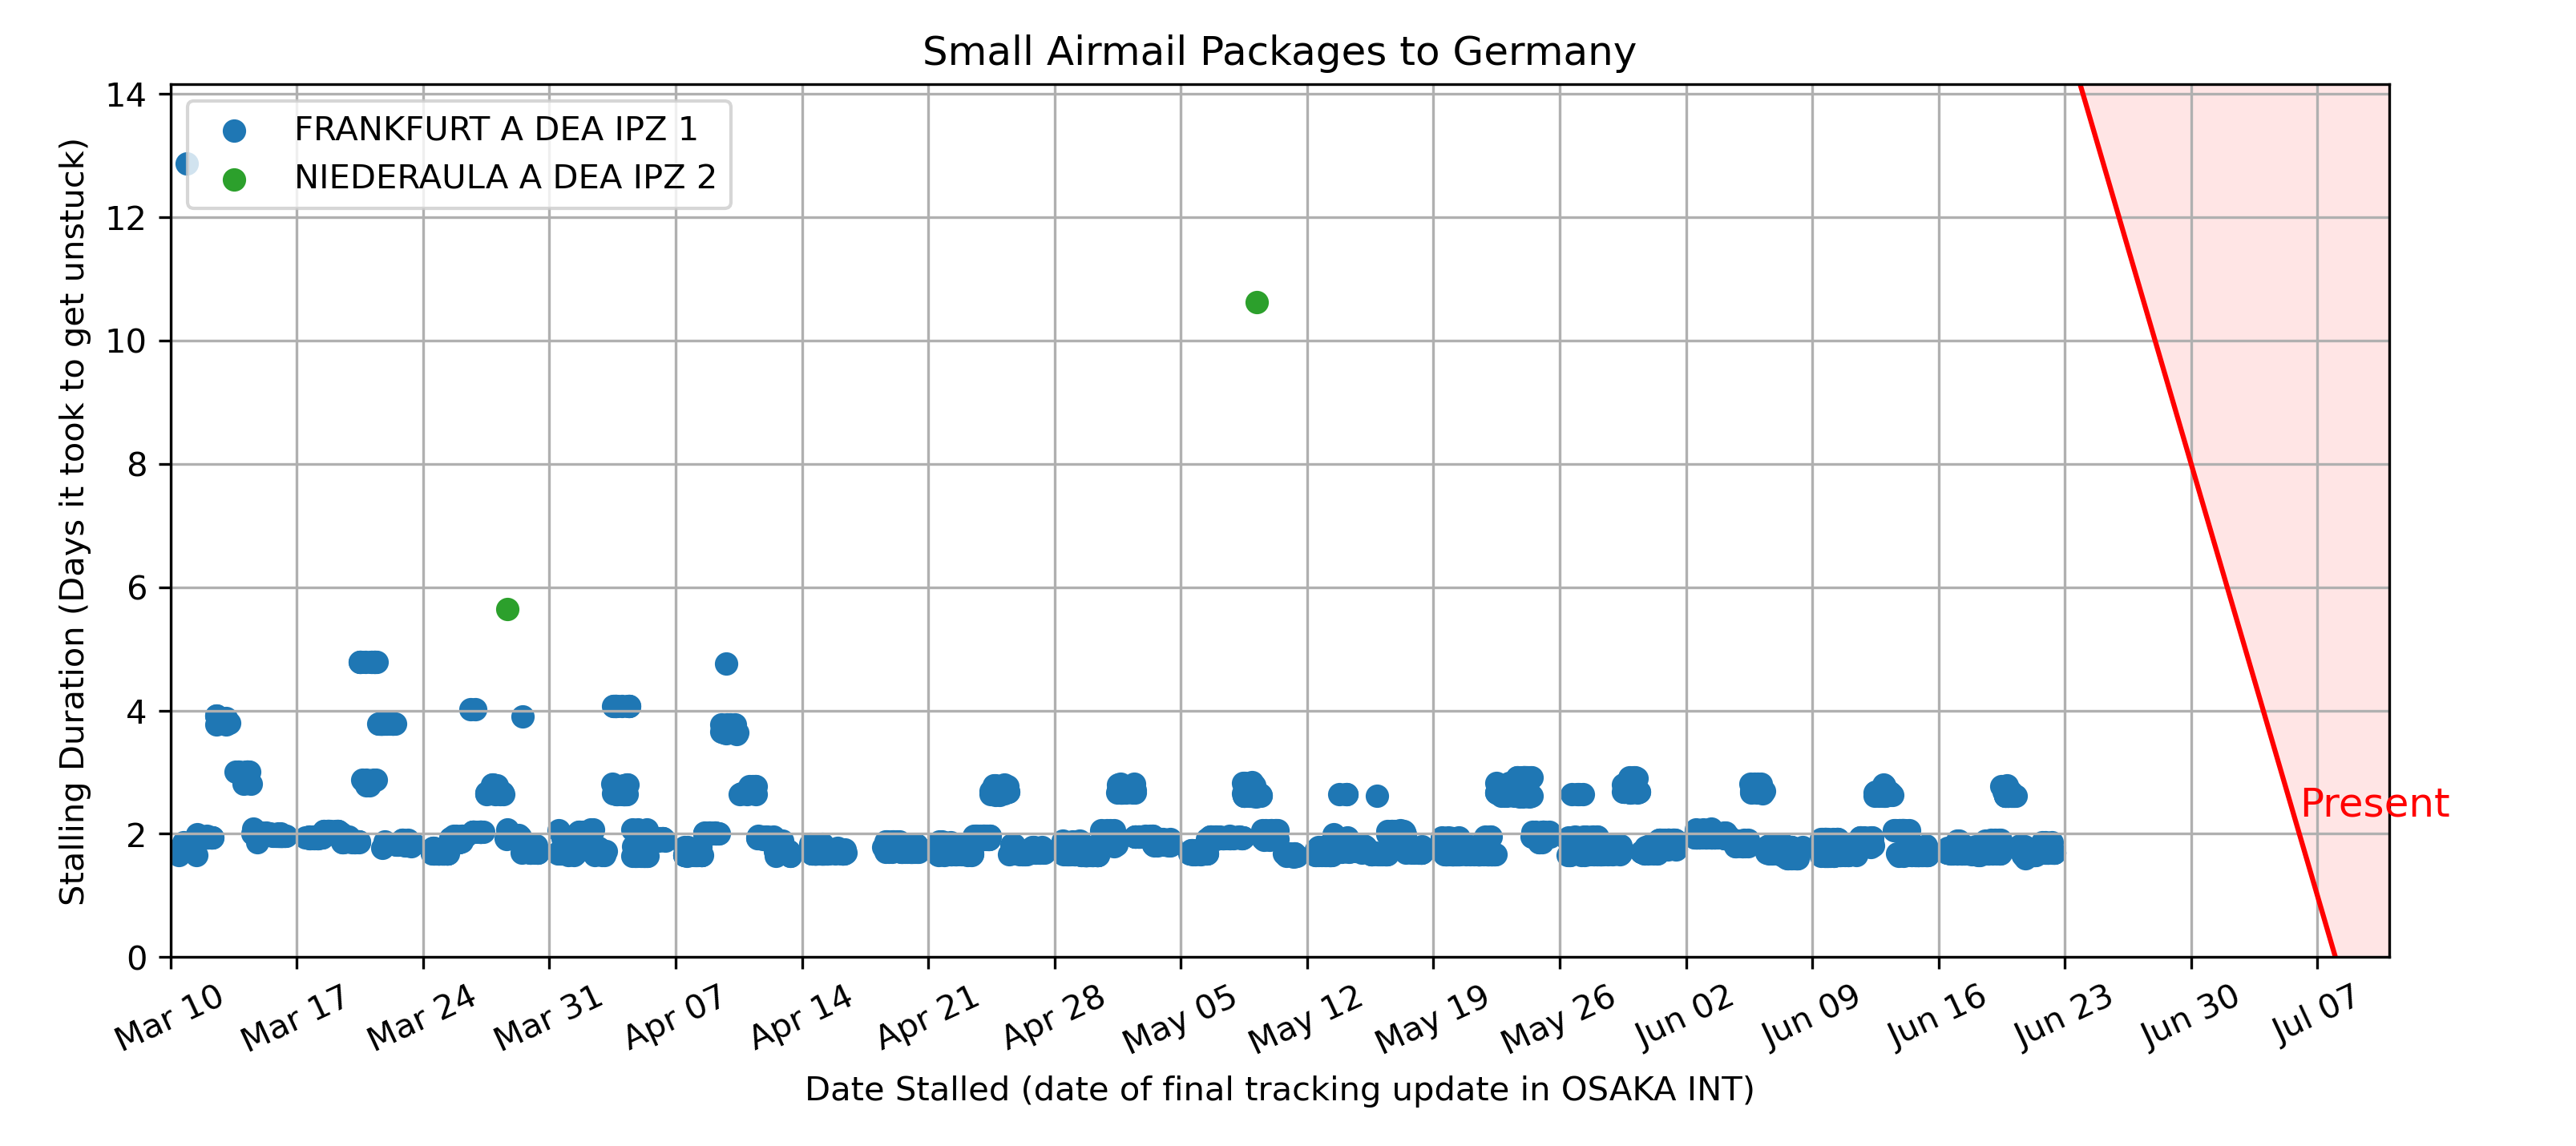 Small Airmail Packages to Germany
FRANKFURT A DEA IPZ 1
NIEDERAULA A DEA IPZ 2
Stalling Duration (Days it took to get unstuck)
14
12
10
8
6
4
2
0
Present
Mar 10
Mar 17
Mar 24
Mar 31
Apr 07
Apr 14
Apr 21
Apr 28
May 05
May 12
May 19
May 26
Jun 02
Jun 09
Jun 16
Jun 23
Jun 30
Jul 07
Date Stalled (date of final tracking update in OSAKA INT)